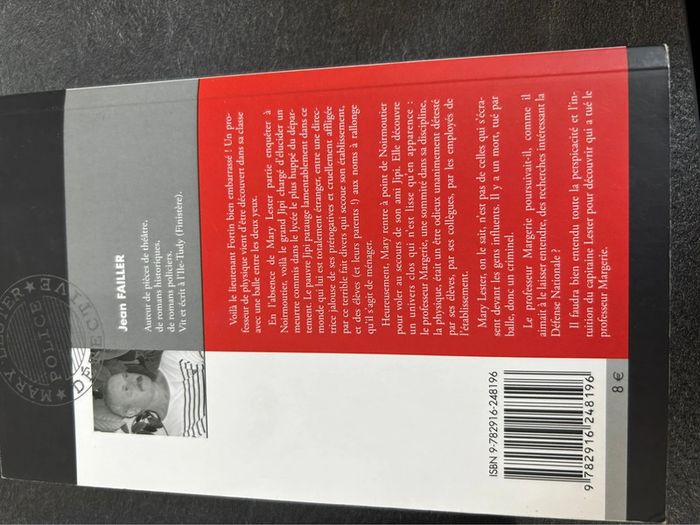 MARY LESTER
POLICE
DÉTECTIVE
Jean FAILLER
Auteur de pièces de théâtre,
de romans historiques,
de romans policiers.
Vit et écrit à l'Ile-Tudy (Finistère).
Voilà le lieutenant Fortin bien embarrassé ! Un pro-
fesseur de physique vient d'être découvert dans sa classe
avec une balle entre les deux yeux.
En l'absence de Mary Lester partie enquêter à
Noirmoutier, voilà le grand Jipi chargé d'élucider un
meurtre commis dans le lycée le plus huppé du dépar-
tement. Le pauvre Jipi patauge lamentablement dans ce
monde qui lui est totalement étranger, entre une direc-
trice jalouse de ses prérogatives et cruellement affligée
par ce terrible fait divers qui secoue son établissement,
et des élèves (et leurs parents !) aux noms à rallonge
qu'il s'agit de ménager.
Heureusement, Mary rentre à point de Noirmoutier
pour voler au secours de son ami Jipi. Elle découvre
un univers clos qui n'est lisse qu'en apparence :
le professeur Margerie, une sommité dans sa discipline,
la physique, était un être odieux unanimement détesté
par ses élèves, par ses collègues, par les employés de
l'établissement.
Mary Lester, on le sait, n'est pas de celles qui s'écra-
sent devant les gens influents. Il y a un mort, tué par
balle, donc un criminel.
Le professeur Margerie poursuivait-il, comme il
aimait à le laisser entendre, des recherches intéressant la
Défense Nationale ?
Il faudra bien entendu toute la perspicacité et l'in-
tuition du capitaine Lester pour découvrir qui a tué le
professeur Margerie.
ISBN 9-782916-248196
9 782916 248196
8 €